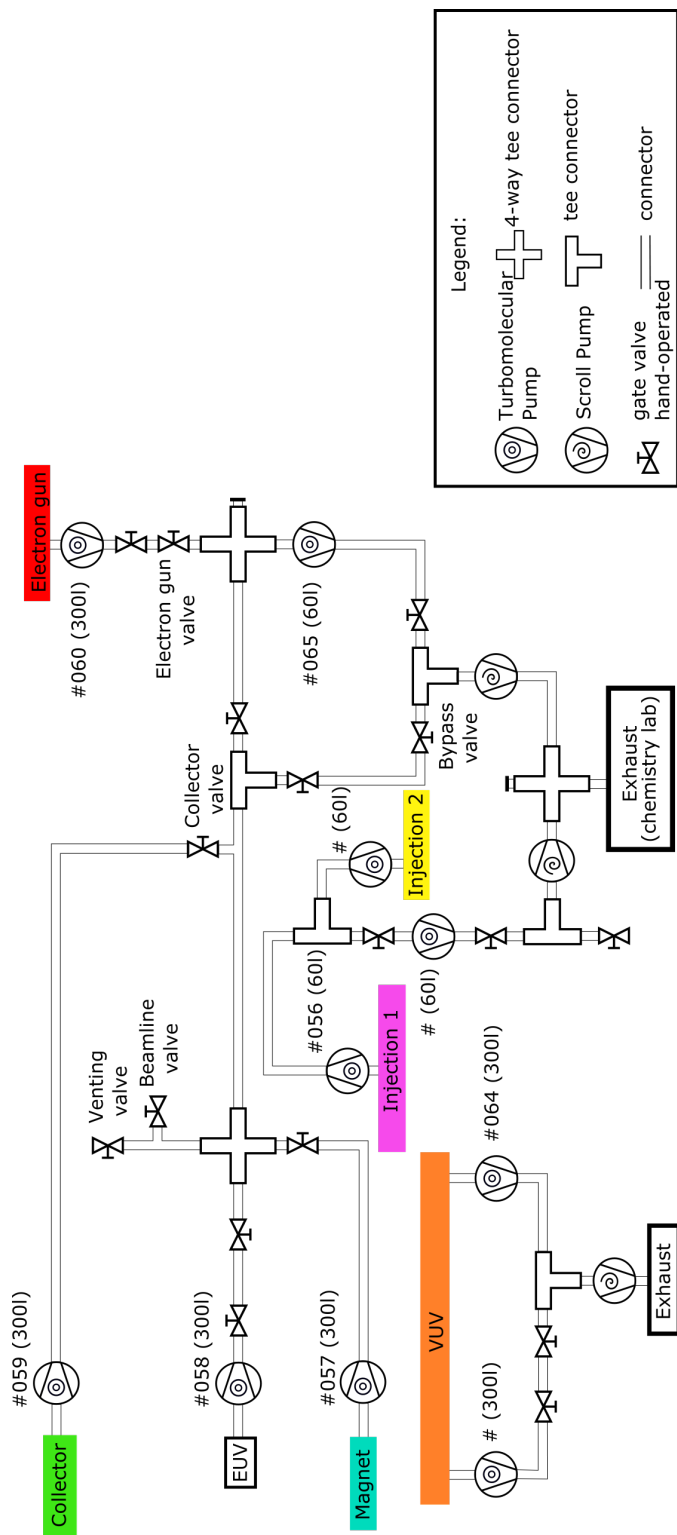 Collector
#059 (300l)
Venting
valve
Beamline
valve
EUV
#058 (300l)
Magnet
#057 (300l)
Collector
valve
Electron gun
#060 (300l)
Electron gun
valve
#065 (60l)
Bypass
valve
# (60l)
Injection 2
#056 (60l)
Injection 1
# (60l)
VUV
# (300l)
#064 (300l)
Exhaust
Exhaust
(chemistry lab)
Legend:
Turbomolecular
Pump
4-way tee connector
Scroll Pump
tee connector
gate valve
hand-operated
connector